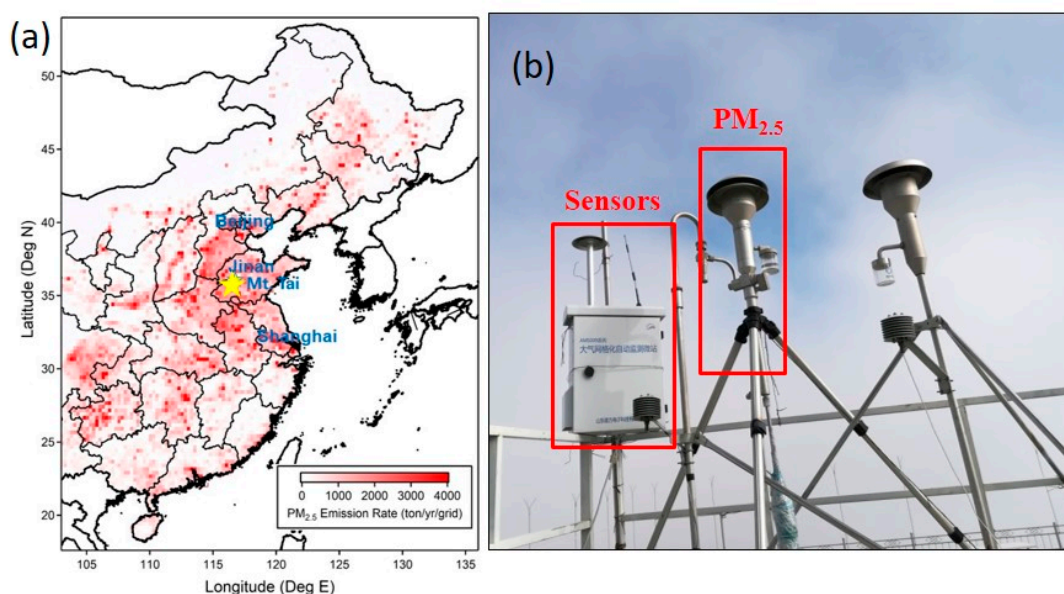 (a)
50
45
40
35
30
25
20
Latitude (Deg N)
Beijing
Jinan
Mt. Tai
Shanghai
0 1000 2000 3000 4000
PM2.5 Emission Rate (ton/yr/grid)
105 110 115 120 125 130 135
Longitude (Deg E)
(b)
PM2.5
Sensors
大气网格化自动监测微站